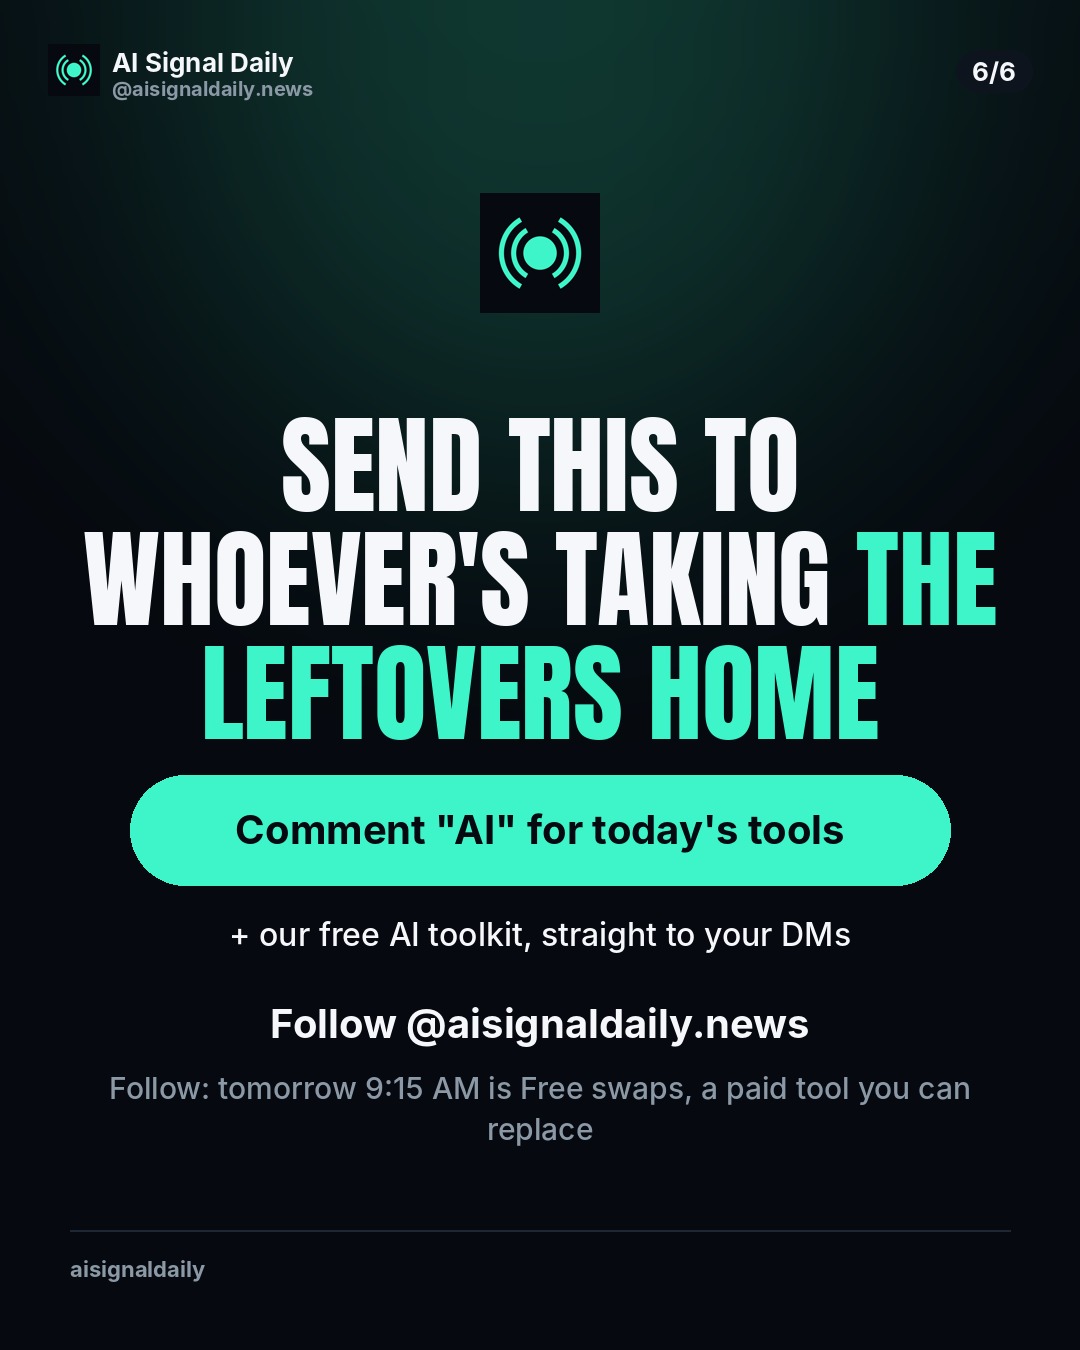 AI Signal Daily
@aisignaldaily.news
6/6
SEND THIS TO
WHOEVER'S TAKING THE
LEFTOVERS HOME
Comment "AI" for today's tools
+ our free AI toolkit, straight to your DMs
Follow @aisignaldaily.news
Follow: tomorrow 9:15 AM is Free swaps, a paid tool you can
replace
aisignaldaily